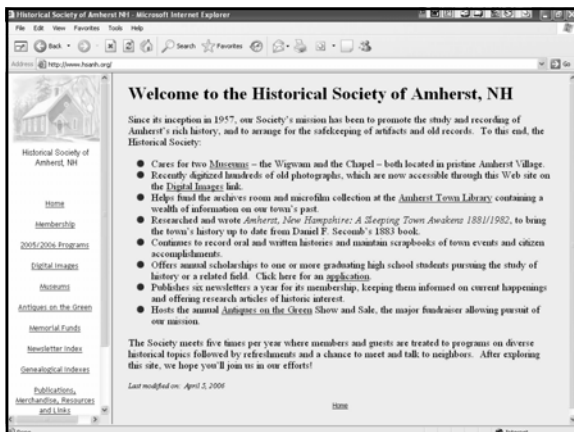 Historical Society of Amherst NH - Microsoft Internet Explorer
File Edit View Favorites Tools Help
Back Search Favorites
Address http://www.hsanh.org/ Go
Historical Society of
Amherst, NH
Home
Membership
2005/2006 Programs
Digital Images
Museums
Antiques on the Green
Memorial Funds
Newsletter Index
Genealogical Indexes
Publications,
Merchandise, Resources
and Links
Welcome to the Historical Society of Amherst, NH
Since its inception in 1957, our Society's mission has been to promote the study and recording of
Amherst's rich history, and to arrange for the safekeeping of artifacts and old records. To this end, the
Historical Society:
● Cares for two Museums – the Wigwam and the Chapel – both located in pristine Amherst Village.
● Recently digitized hundreds of old photographs, which are now accessible through this Web site on
the Digital Images link.
● Helps fund the archives room and microfilm collection at the Amherst Town Library containing a
wealth of information on our town's past.
● Researched and wrote Amherst, New Hampshire: A Sleeping Town Awakens 1881/1982, to bring
the town's history up to date from Daniel F. Secomb's 1883 book.
● Continues to record oral and written histories and maintain scrapbooks of town events and citizen
accomplishments.
● Offers annual scholarships to one or more graduating high school students pursuing the study of
history or a related field. Click here for an application.
● Publishes six newsletters a year for its membership, keeping them informed on current happenings
and offering research articles of historic interest.
● Hosts the annual Antiques on the Green Show and Sale, the major fundraiser allowing pursuit of
our mission.
The Society meets five times per year where members and guests are treated to programs on diverse
historical topics followed by refreshments and a chance to meet and talk to neighbors. After exploring
this site, we hope you'll join us in our efforts!
Last modified on: April 5, 2006
Home